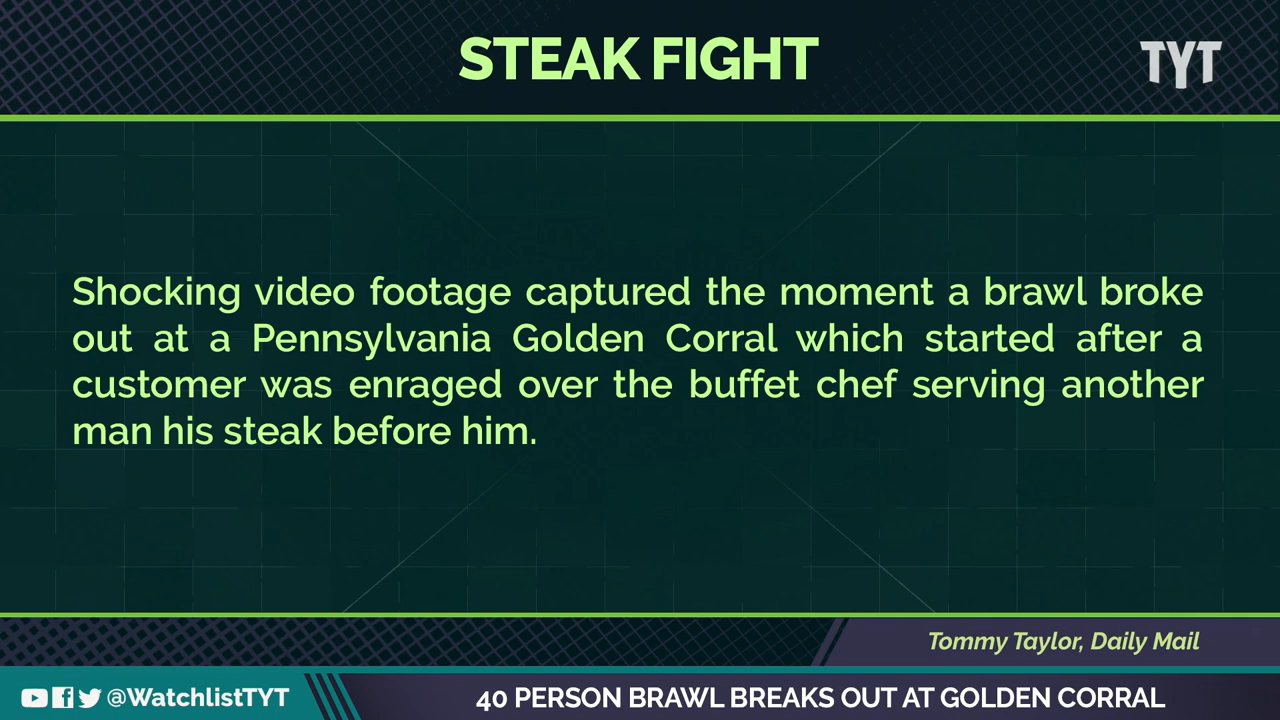 STEAK FIGHT
TYT
Shocking video footage captured the moment a brawl broke
out at a Pennsylvania Golden Corral which started after a
customer was enraged over the buffet chef serving another
man his steak before him.
Tommy Taylor, Daily Mail
@WatchlistTYT
40 PERSON BRAWL BREAKS OUT AT GOLDEN CORRAL